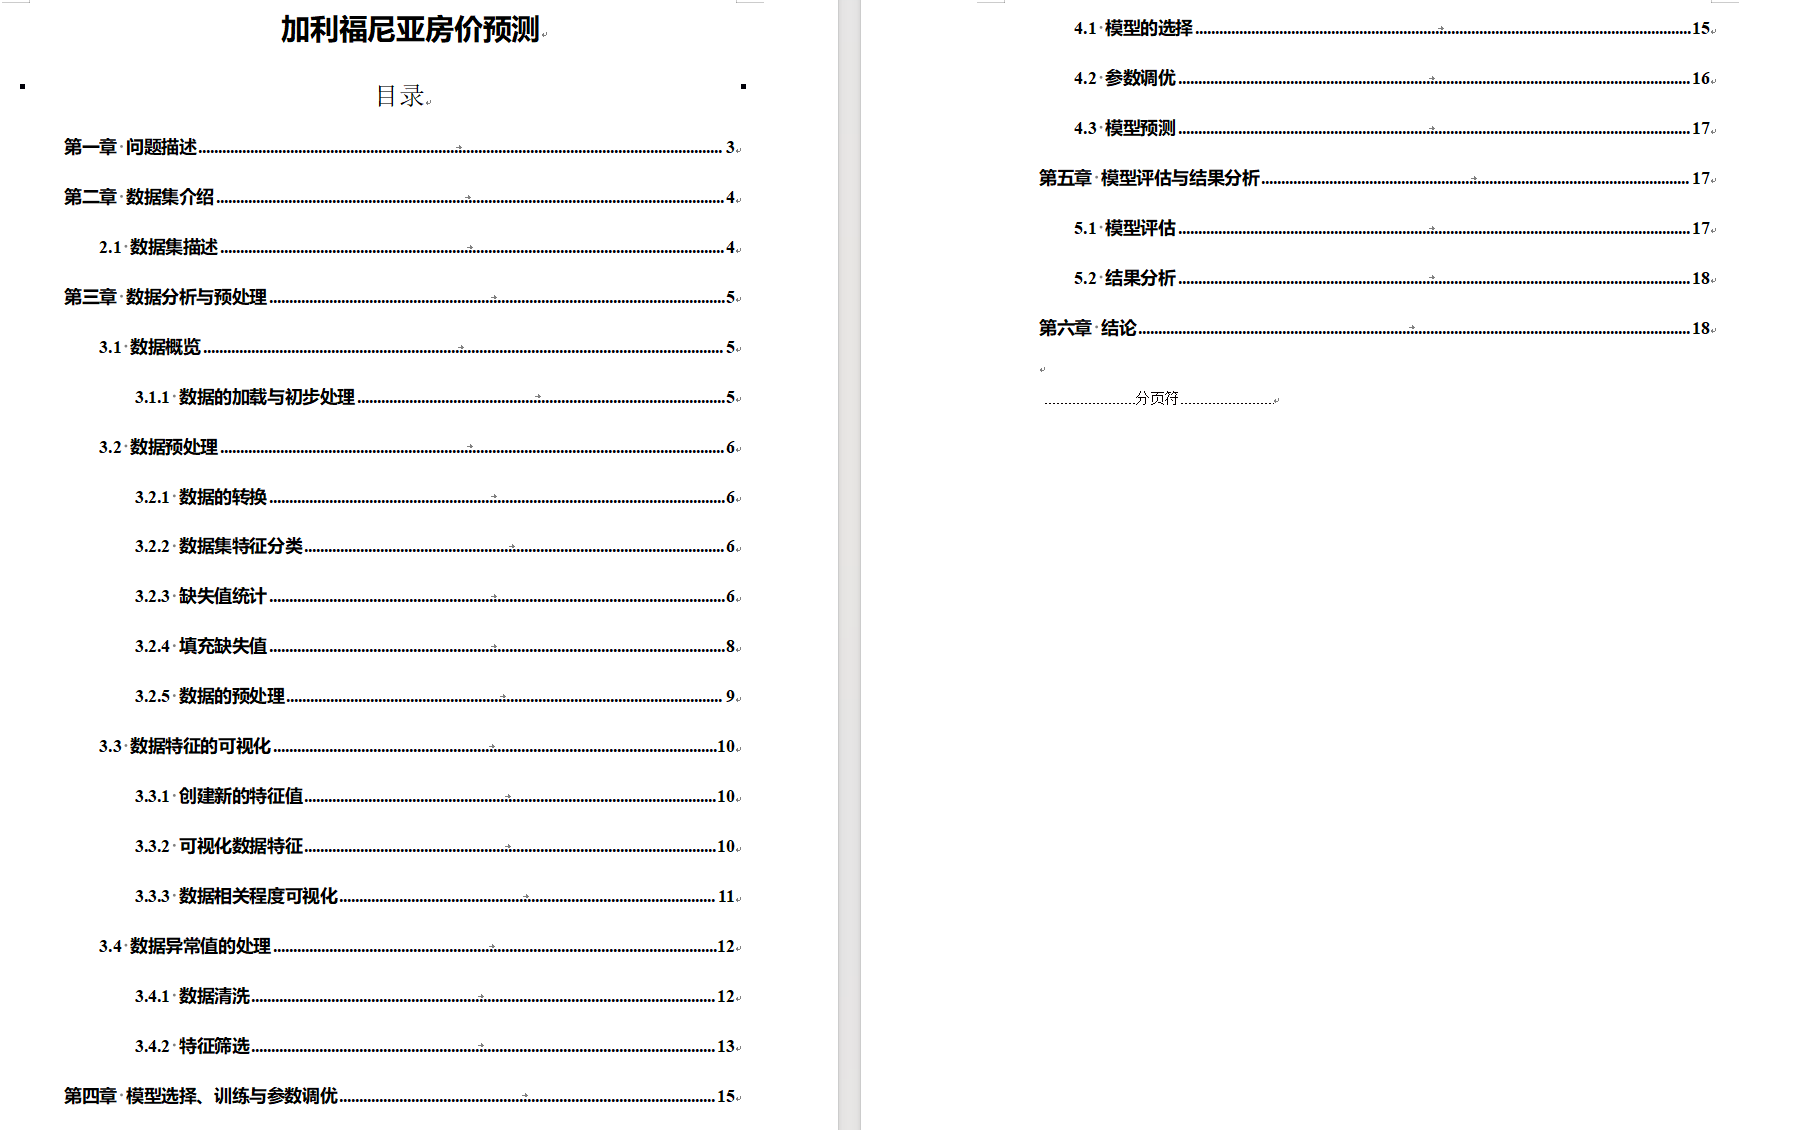 加利福尼亚房价预测
目录
第一章 问题描述 3
第二章 数据集介绍 4
2.1 数据集描述 4
第三章 数据分析与预处理 5
3.1 数据概览 5
3.1.1 数据的加载与初步处理 5
3.2 数据预处理 6
3.2.1 数据的转换 6
3.2.2 数据集特征分类 6
3.2.3 缺失值统计 6
3.2.4 填充缺失值 8
3.2.5 数据的预处理 9
3.3 数据特征的可视化 10
3.3.1 创建新的特征值 10
3.3.2 可视化数据特征 10
3.3.3 数据相关程度可视化 11
3.4 数据异常值的处理 12
3.4.1 数据清洗 12
3.4.2 特征筛选 13
第四章 模型选择、训练与参数调优 15
4.1 模型的选择 15
4.2 参数调优 16
4.3 模型预测 17
第五章 模型评估与结果分析 17
5.1 模型评估 17
5.2 结果分析 18
第六章 结论 18
分页符